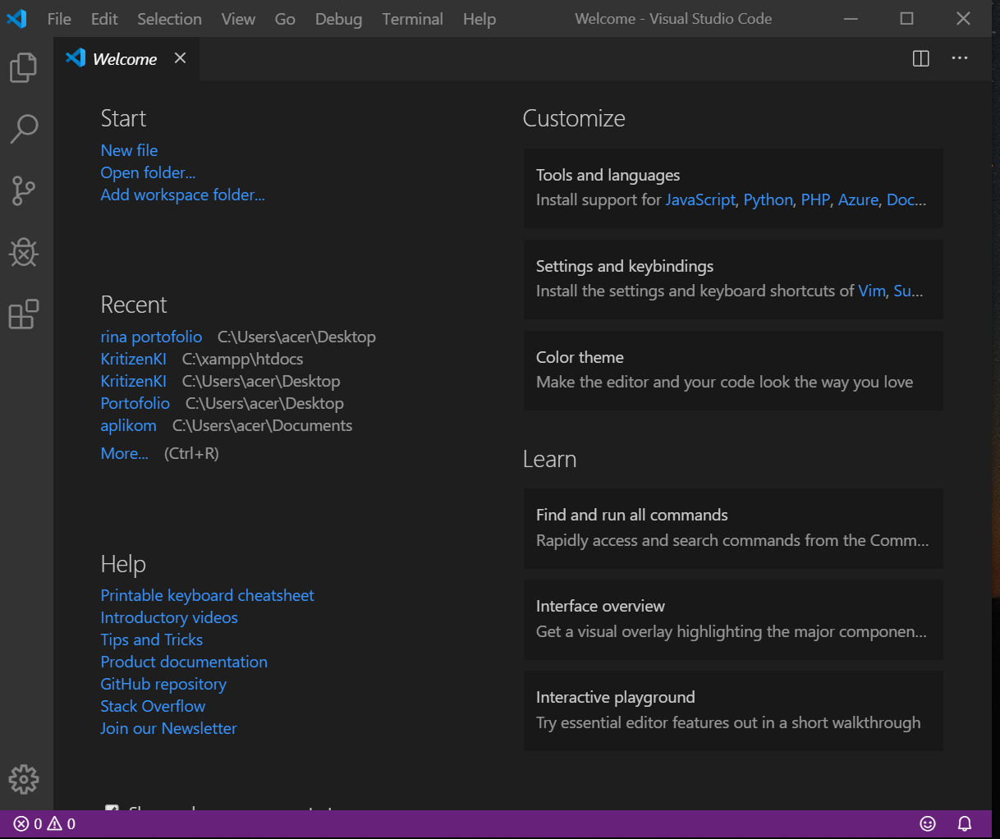 File Edit Selection View Go Debug Terminal Help Welcome - Visual Studio Code
Welcome
Start
New file
Open folder...
Add workspace folder...
Recent
rina portofolio C:\Users\acer\Desktop
KritizenKI C:\xampp\htdocs
KritizenKI C:\Users\acer\Desktop
Portofolio C:\Users\acer\Desktop
aplikom C:\Users\acer\Documents
More... (Ctrl+R)
Help
Printable keyboard cheatsheet
Introductory videos
Tips and Tricks
Product documentation
GitHub repository
Stack Overflow
Join our Newsletter
Customize
Tools and languages
Install support for JavaScript, Python, PHP, Azure, Doc...
Settings and keybindings
Install the settings and keyboard shortcuts of Vim, Su...
Color theme
Make the editor and your code look the way you love
Learn
Find and run all commands
Rapidly access and search commands from the Comm...
Interface overview
Get a visual overlay highlighting the major componen...
Interactive playground
Try essential editor features out in a short walkthrough
0 0